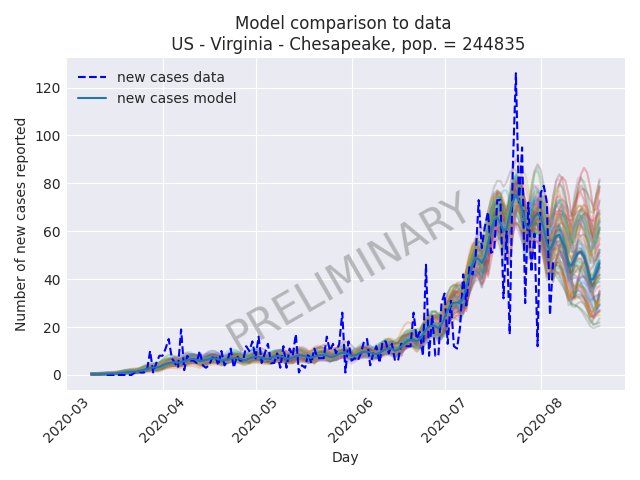 Model comparison to data
US - Virginia - Chesapeake, pop. = 244835
new cases data
new cases model
Number of new cases reported
120
100
80
60
40
20
0
PRELIMINARY
2020-03
2020-04
2020-05
2020-06
2020-07
2020-08
Day